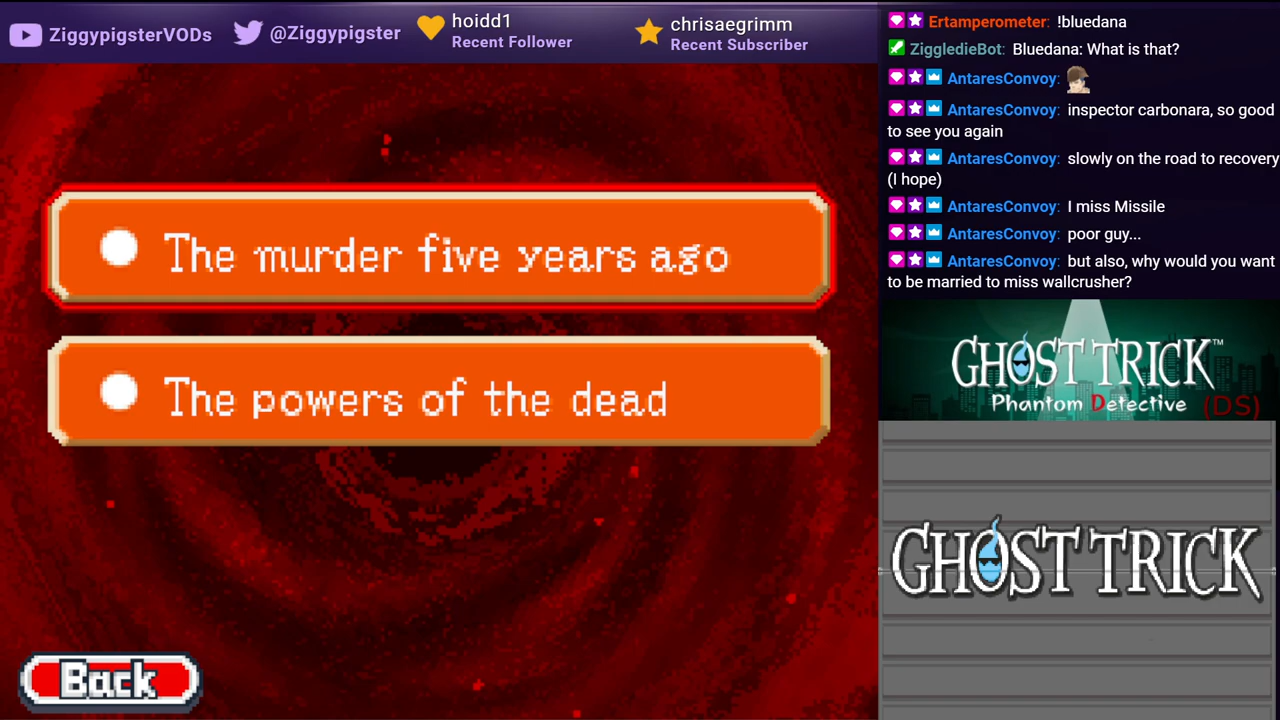 ZiggypigsterVODs
@Ziggypigster
hoidd1
Recent Follower
chrisaegrimm
Recent Subscriber
The murder five years ago
The powers of the dead
Back
Ertamperometer: !bluedana
ZiggledieBot: Bluedana: What is that?
AntaresConvoy:
AntaresConvoy: inspector carbonara, so good
to see you again
AntaresConvoy: slowly on the road to recovery
(I hope)
AntaresConvoy: I miss Missile
AntaresConvoy: poor guy...
AntaresConvoy: but also, why would you want
to be married to miss wallcrusher?
GHOST TRICK™
Phantom Detective (DS)
GHOST TRICK